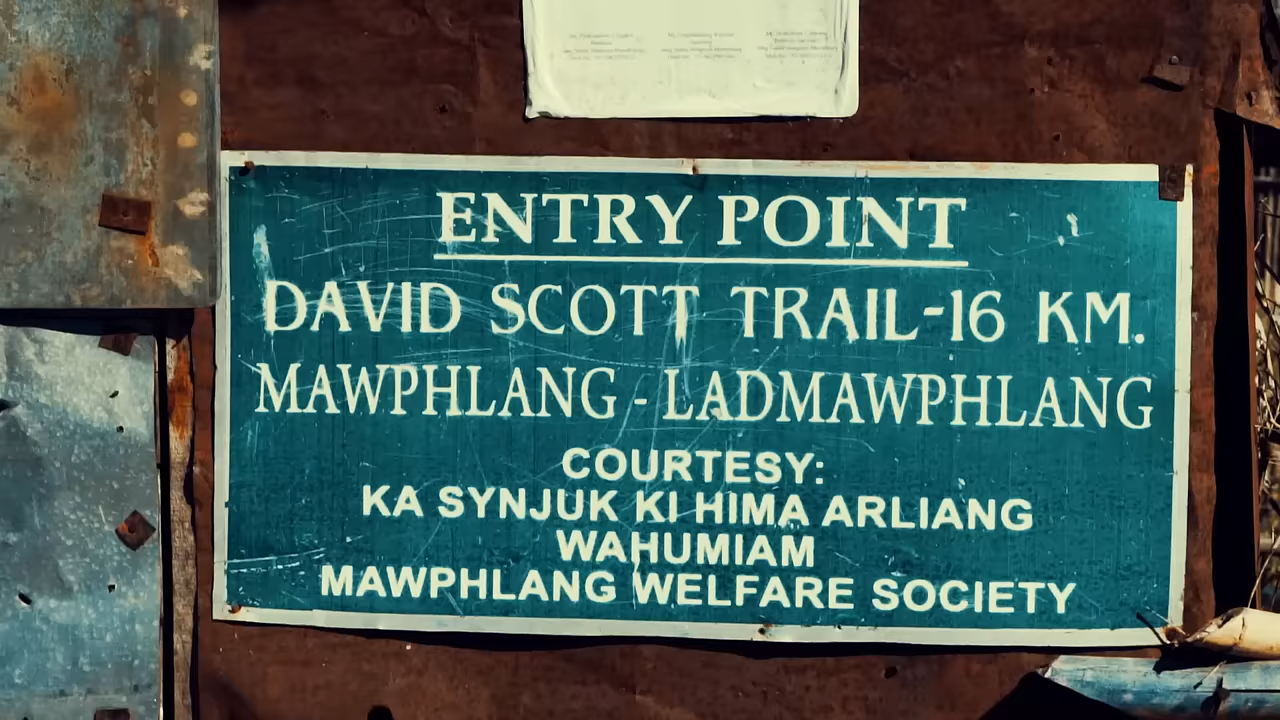 ENTRY POINT
DAVID SCOTT TRAIL-16 KM.
MAWPHLANG - LADMAWPHLANG
COURTESY:
KA SYNJUK KI HIMA ARLIANG
WAHUMIAM
MAWPHLANG WELFARE SOCIETY